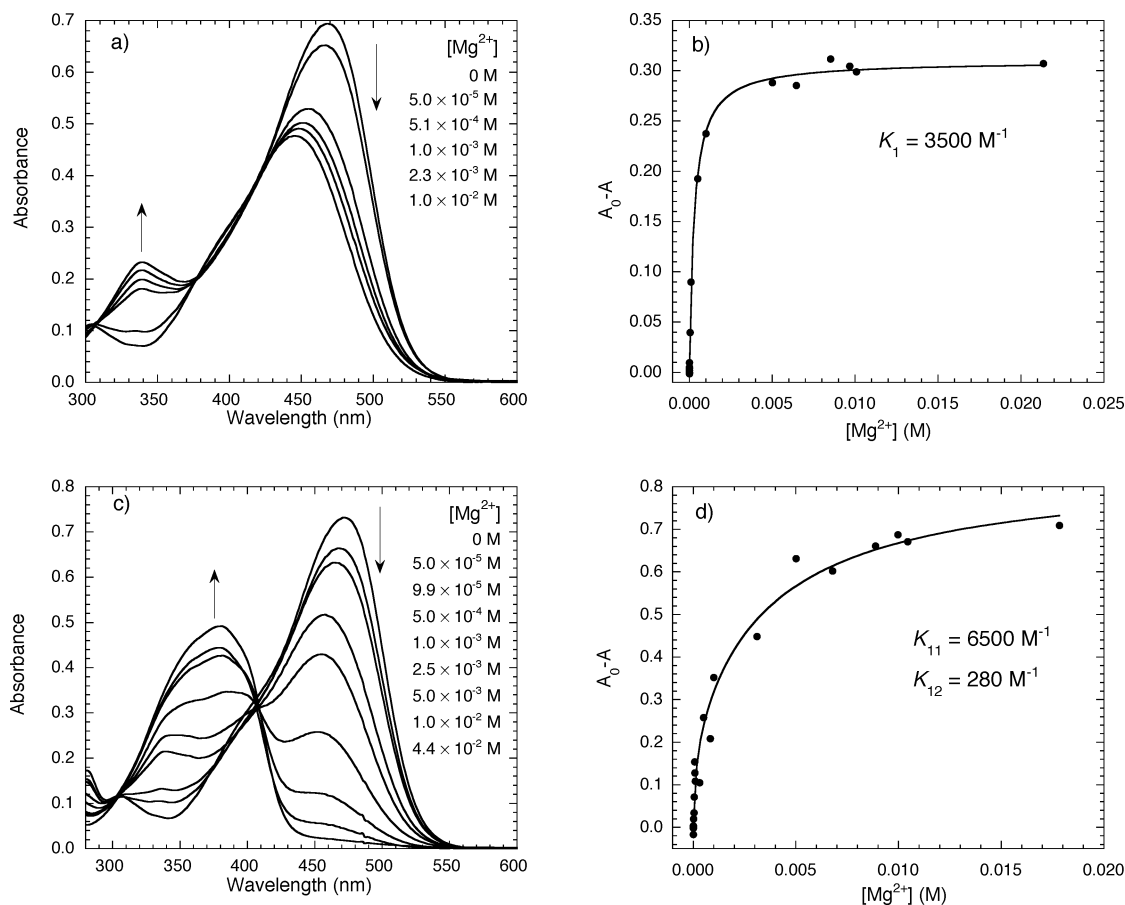 a)
[Mg²⁺]
0 M
5.0 × 10⁻⁵ M
5.1 × 10⁻⁴ M
1.0 × 10⁻³ M
2.3 × 10⁻³ M
1.0 × 10⁻² M
Absorbance
0.7
0.6
0.5
0.4
0.3
0.2
0.1
0.0
300 350 400 450 500 550 600
Wavelength (nm)
b)
K₁ = 3500 M⁻¹
A₀-A
0.35
0.30
0.25
0.20
0.15
0.10
0.05
0.00
0.000 0.005 0.010 0.015 0.020 0.025
[Mg²⁺] (M)
c)
[Mg²⁺]
0 M
5.0 × 10⁻⁵ M
9.9 × 10⁻⁵ M
5.0 × 10⁻⁴ M
1.0 × 10⁻³ M
2.5 × 10⁻³ M
5.0 × 10⁻³ M
1.0 × 10⁻² M
4.4 × 10⁻² M
Absorbance
0.8
0.7
0.6
0.5
0.4
0.3
0.2
0.1
0.0
300 350 400 450 500 550 600
Wavelength (nm)
d)
K₁₁ = 6500 M⁻¹
K₁₂ = 280 M⁻¹
A₀-A
0.8
0.7
0.6
0.5
0.4
0.3
0.2
0.1
0.0
0.000 0.005 0.010 0.015 0.020
[Mg²⁺] (M)